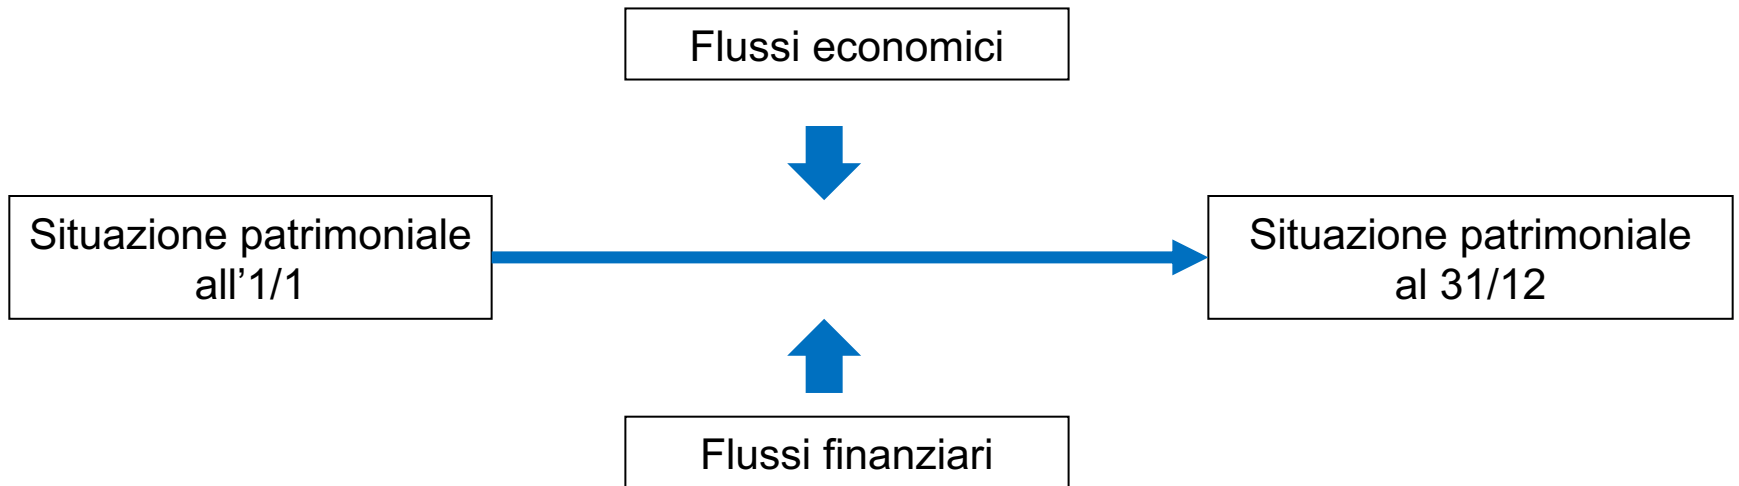 Flussi economici
Situazione patrimoniale
all’1/1
Situazione patrimoniale
al 31/12
Flussi finanziari